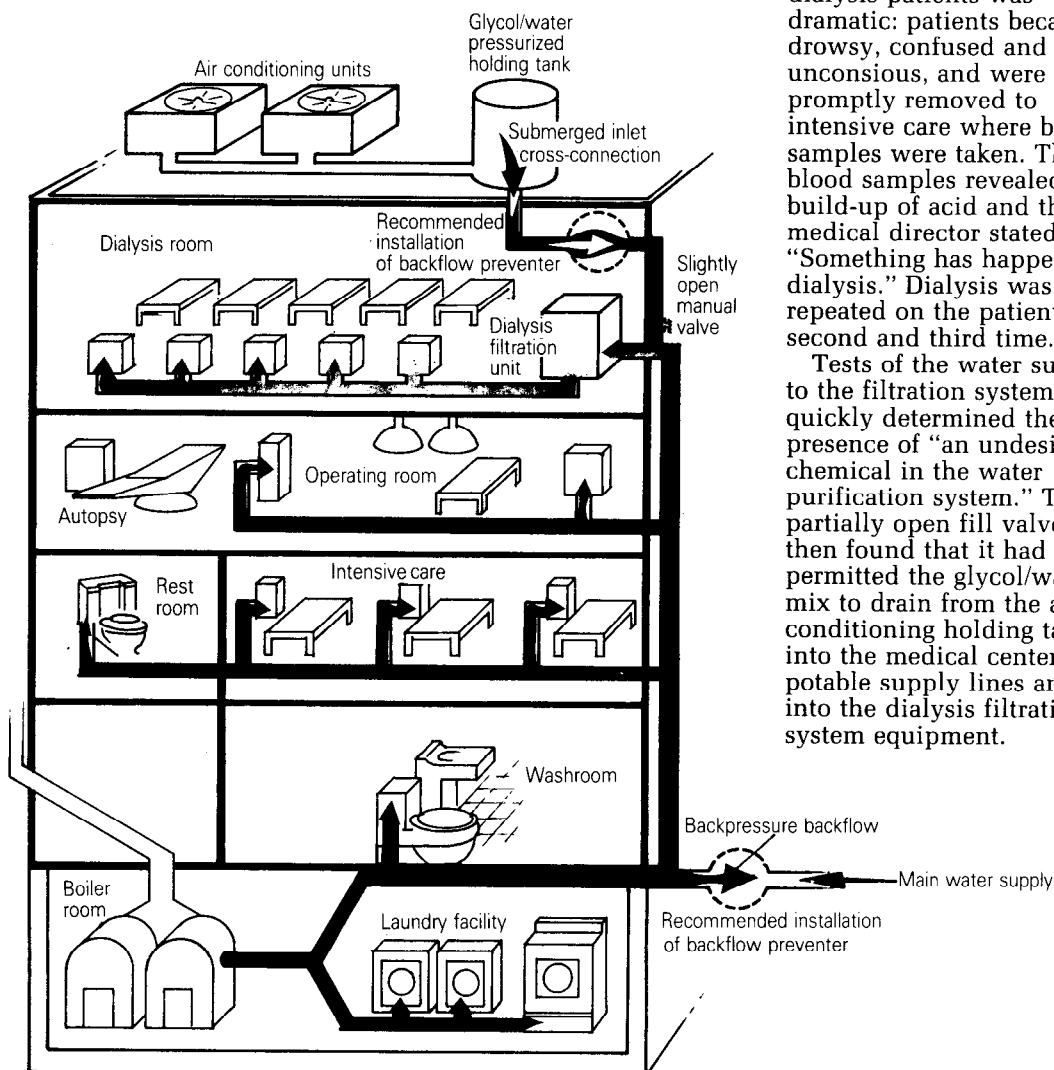 Glycol/water
pressurized
holding tank
Air conditioning units
Submerged inlet
cross-connection
Recommended
installation
of backflow preventer
Dialysis room
Slightly
open
manual
valve
Dialysis
filtration
unit
Operating room
Autopsy
Intensive care
Rest
room
Washroom
Backpressure backflow
Main water supply
Boiler
room
Laundry facility
Recommended installation
of backflow preventer
dialysis patients was
dramatic: patients beca
drowsy, confused and
unconsious, and were
promptly removed to
intensive care where b
samples were taken. Th
blood samples revealed
build-up of acid and th
medical director stated
“Something has happe
dialysis.” Dialysis was
repeated on the patient
second and third time.
Tests of the water su
to the filtration system
quickly determined the
presence of “an undesi
chemical in the water
purification system.” T
partially open fill valve
then found that it had
permitted the glycol/wa
mix to drain from the a
conditioning holding ta
into the medical center
potable supply lines an
into the dialysis filtrati
system equipment.